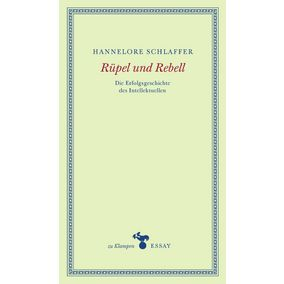 HANNELORE SCHLAFFER
Rüpel und Rebell
Die Erfolgsgeschichte
des Intellektuellen
zu Klampen ESSAY